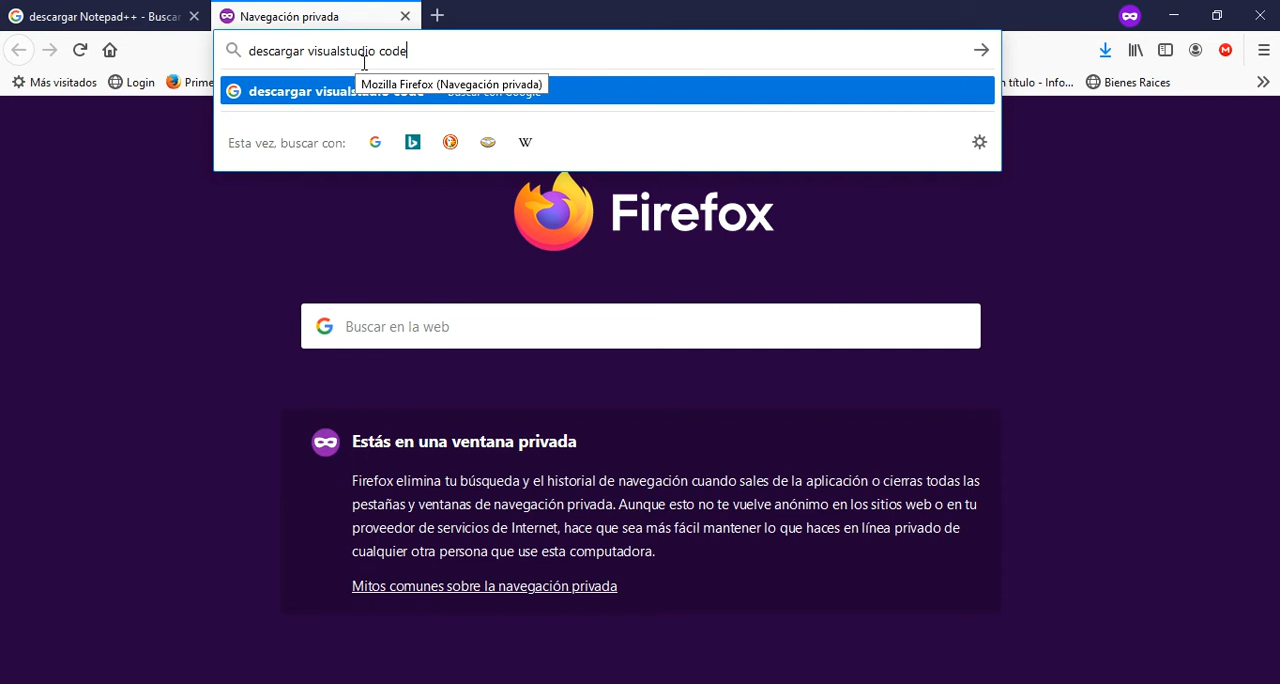 descargar Notepad++ - Buscar
Navegación privada
descargar visualstudio code
Más visitados
Login
Prime
n título - Info...
Bienes Raices
Mozilla Firefox (Navegación privada)
descargar visualstudio code
Buscar con Google
Esta vez, buscar con:
W
M
Firefox
Buscar en la web
Estás en una ventana privada
Firefox elimina tu búsqueda y el historial de navegación cuando sales de la aplicación o cierras todas las
pestañas y ventanas de navegación privada. Aunque esto no te vuelve anónimo en los sitios web o en tu
proveedor de servicios de Internet, hace que sea más fácil mantener lo que haces en línea privado de
cualquier otra persona que use esta computadora.
Mitos comunes sobre la navegación privada